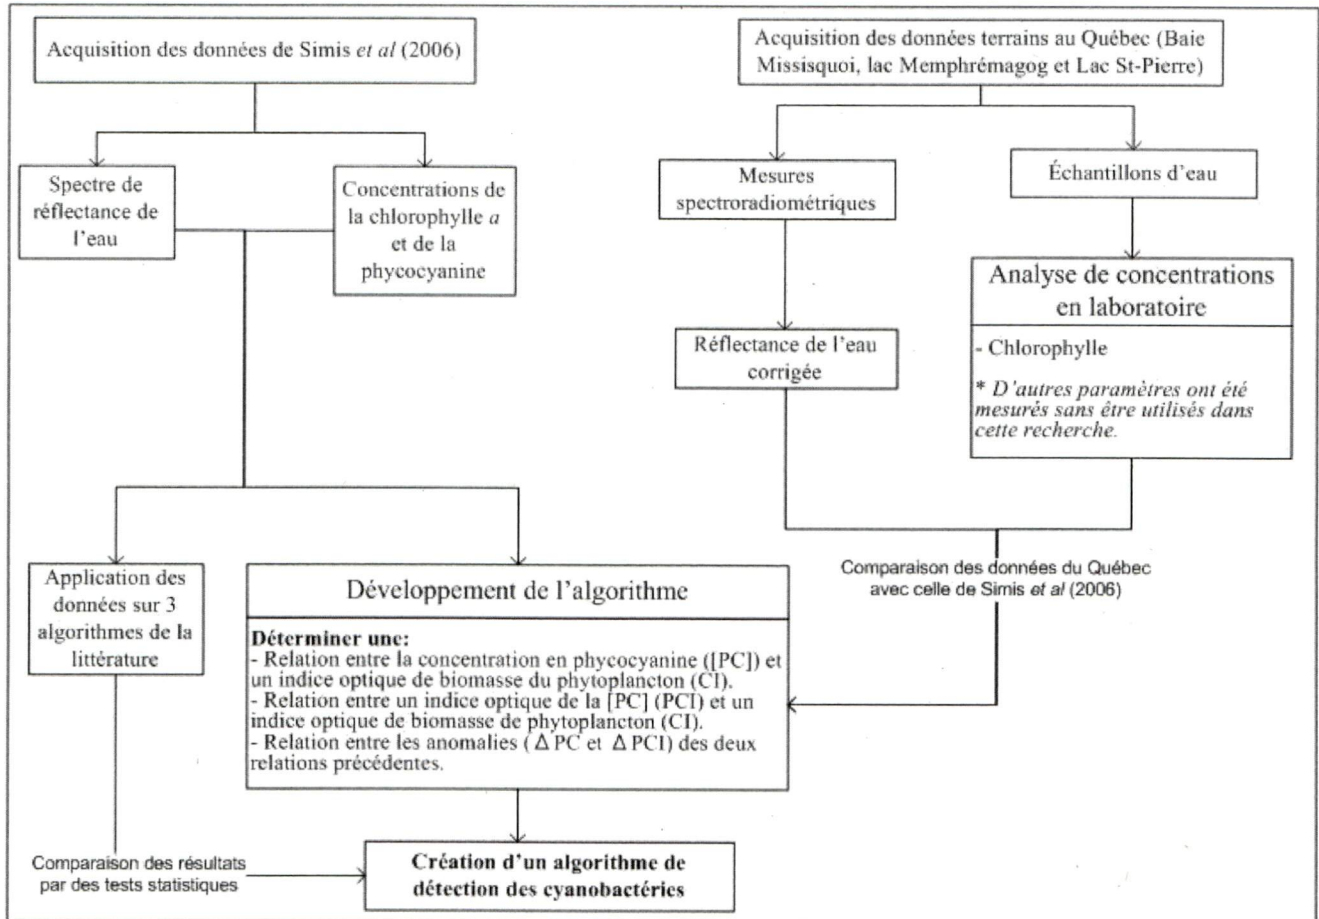 Acquisition des données de Simis et al (2006)
Spectre de
réflectance de
l'eau
Concentrations de
la chlorophylle a
et de la
phycocyanine
Acquisition des données terrains au Québec (Baie
Missisquoi, lac Memphrémagog et Lac St-Pierre)
Mesures
spectroradiométriques
Échantillons d'eau
Réflectance de l'eau
corrigée
Analyse de concentrations
en laboratoire
- Chlorophylle
* D'autres paramètres ont été
mesurés sans être utilisés dans
cette recherche.
Comparaison des données du Québec
avec celle de Simis et al (2006)
Application des
données sur 3
algorithmes de la
littérature
Développement de l'algorithme
Déterminer une:
- Relation entre la concentration en phycocyanine ([PC]) et
un indice optique de biomasse du phytoplancton (CI).
- Relation entre un indice optique de la [PC] (PCI) et un
indice optique de biomasse de phytoplancton (CI).
- Relation entre les anomalies ( Δ PC et Δ PCI) des deux
relations précédentes.
Comparaison des résultats
par des tests statistiques
Création d'un algorithme de
détection des cyanobactéries